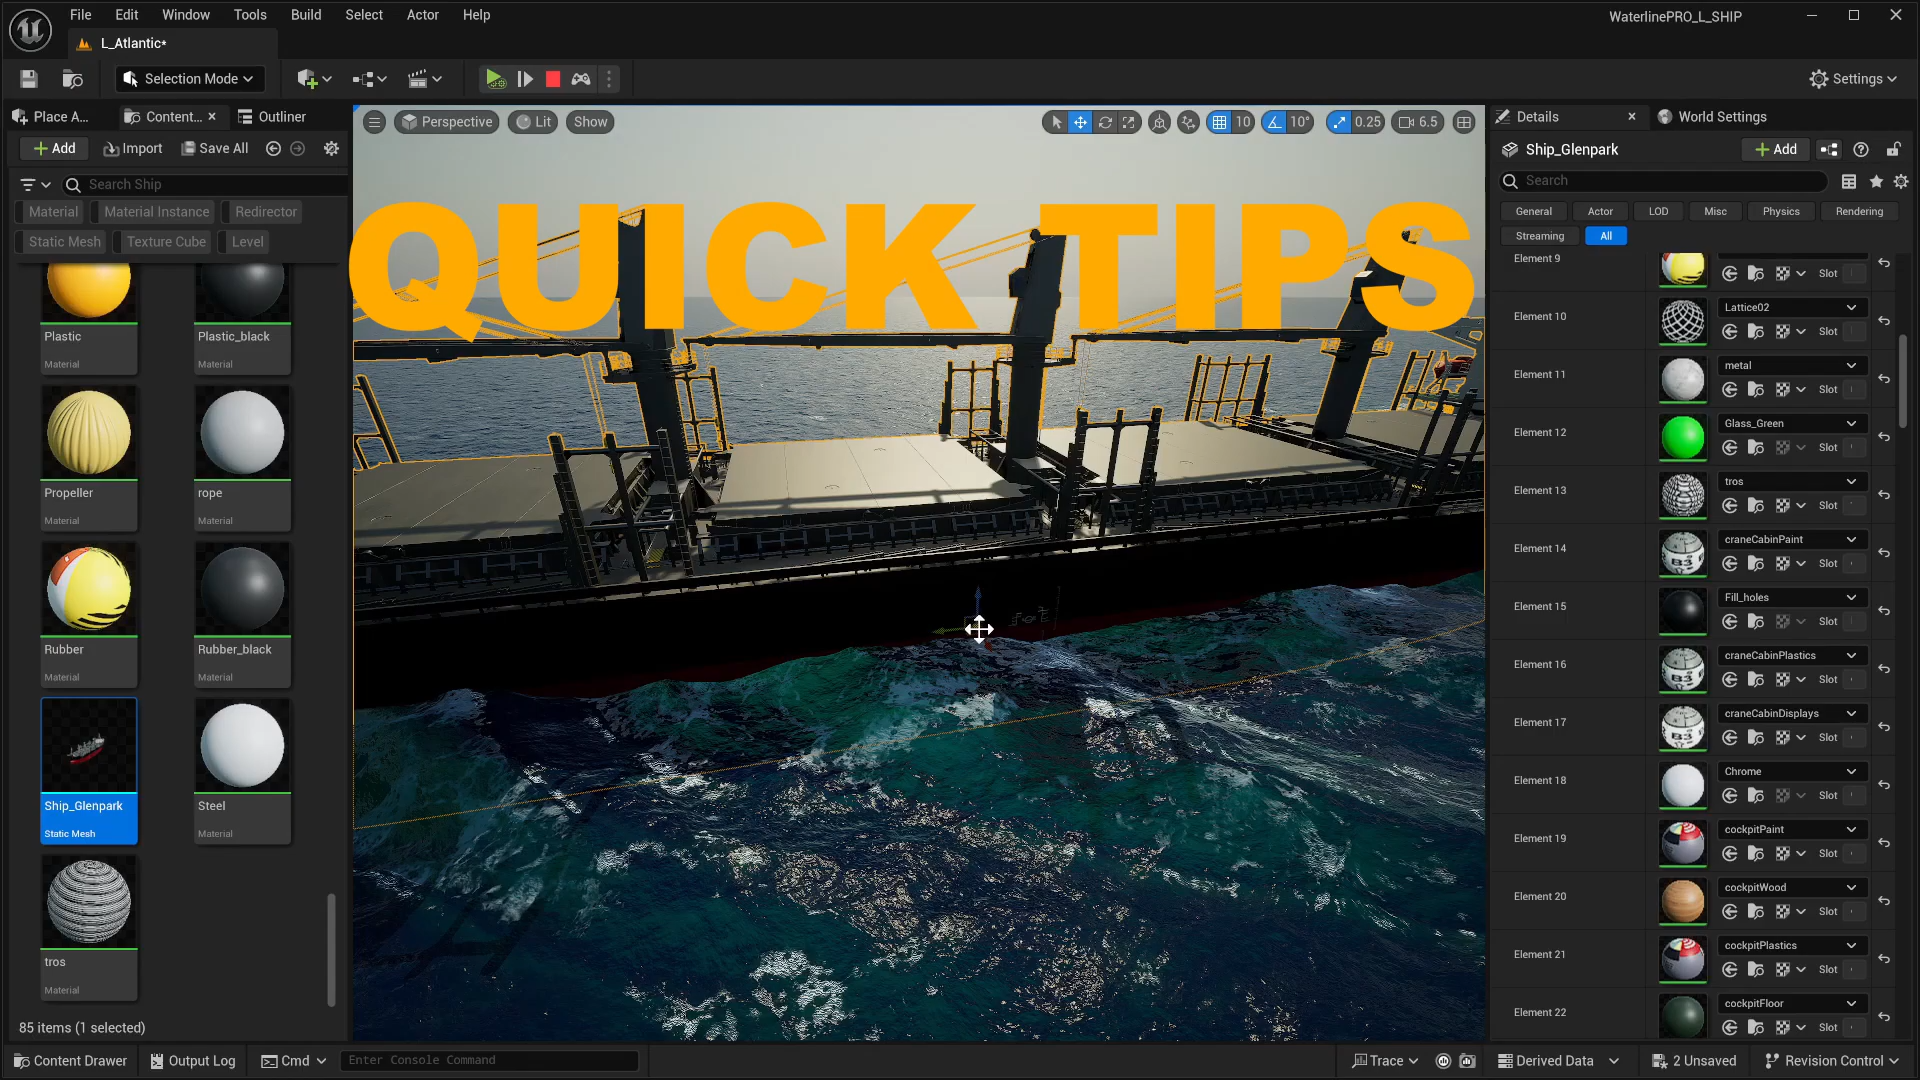 File Edit Window Tools Build Select Actor Help
WaterlinePRO_L_SHIP
L_Atlantic*
Selection Mode
Settings
Place A...
Content...
Outliner
Add
Import
Save All
Search Ship
Material
Material Instance
Redirector
Static Mesh
Texture Cube
Level
Plastic
Material
Plastic_black
Material
Propeller
Material
rope
Material
Rubber
Material
Rubber_black
Material
Ship_Glenpark
Static Mesh
Steel
Material
tros
Material
85 items (1 selected)
Perspective
Lit
Show
10
10°
0.25
6.5
QUICK TIPS
Details
World Settings
Ship_Glenpark
Add
Search
General
Actor
LOD
Misc
Physics
Rendering
Streaming
All
Element 9
Slot
Element 10
Lattice02
Slot
Element 11
metal
Slot
Element 12
Glass_Green
Slot
Element 13
tros
Slot
Element 14
craneCabinPaint
Slot
Element 15
Fill_holes
Slot
Element 16
craneCabinPlastics
Slot
Element 17
craneCabinDisplays
Slot
Element 18
Chrome
Slot
Element 19
cockpitPaint
Slot
Element 20
cockpitWood
Slot
Element 21
cockpitPlastics
Slot
Element 22
cockpitFloor
Slot
Content Drawer
Output Log
Cmd
Enter Console Command
Trace
Derived Data
2 Unsaved
Revision Control